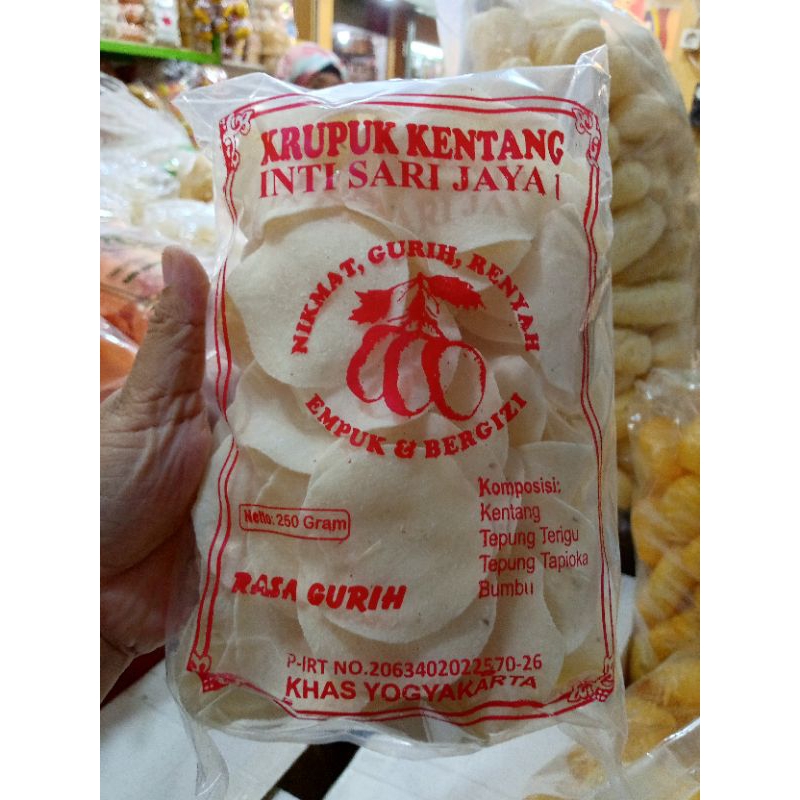 KRUPUK KENTANG
INTI SARI JAYA 1
NIKMAT, GURIH, RENYAH
EMPUK & BERGIZI
Komposisi:
Kentang
Tepung Terigu
Tepung Tapioka
Bumbu
Netto: 250 Gram
RASA GURIH
P-IRT NO.2063402022570-26
KHAS YOGYAKARTA